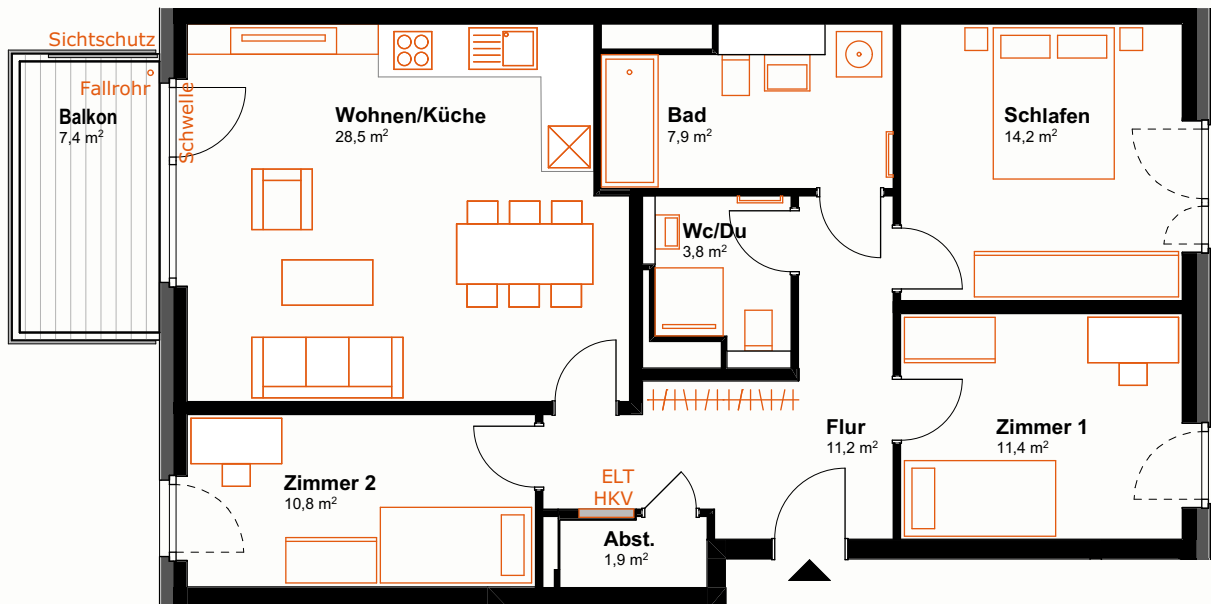 Sichtschutz
Fallrohr
Balkon
7,4 m²
Schwelle
Wohnen/Küche
28,5 m²
Bad
7,9 m²
Schlafen
14,2 m²
Wc/Du
3,8 m²
Flur
11,2 m²
Zimmer 1
11,4 m²
Zimmer 2
10,8 m²
ELT
HKV
Abst.
1,9 m²